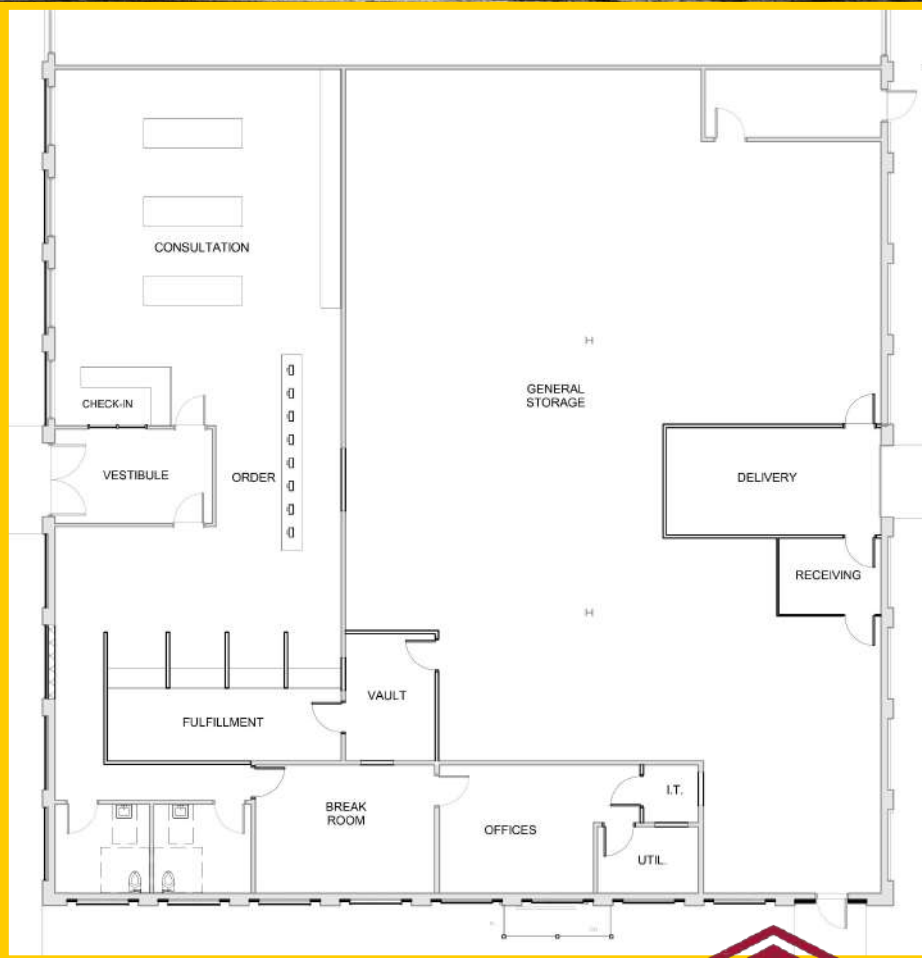 CONSULTATION
GENERAL
STORAGE
CHECK-IN
VESTIBULE
ORDER
DELIVERY
RECEIVING
VAULT
FULFILLMENT
BREAK
ROOM
OFFICES
I.T.
UTIL.